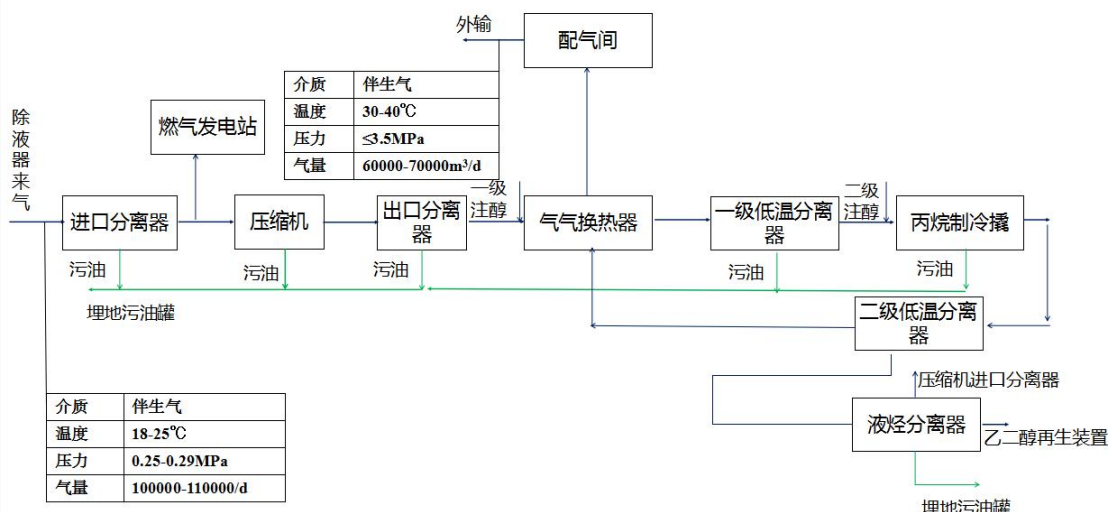 外输
配气间
介质 伴生气
温度 30-40℃
压力 ≤3.5MPa
气量 60000-70000m³/d
除液器来气
燃气发电站
进口分离器
压缩机
出口分离
器
一级
注醇
气气换热器
一级低温分离
器
二级
注醇
丙烷制冷撬
污油
污油
污油
污油
污油
埋地污油罐
二级低温分离
器
压缩机进口分离器
液烃分离器
乙二醇再生装置
埋地污油罐
介质 伴生气
温度 18-25℃
压力 0.25-0.29MPa
气量 100000-110000/d